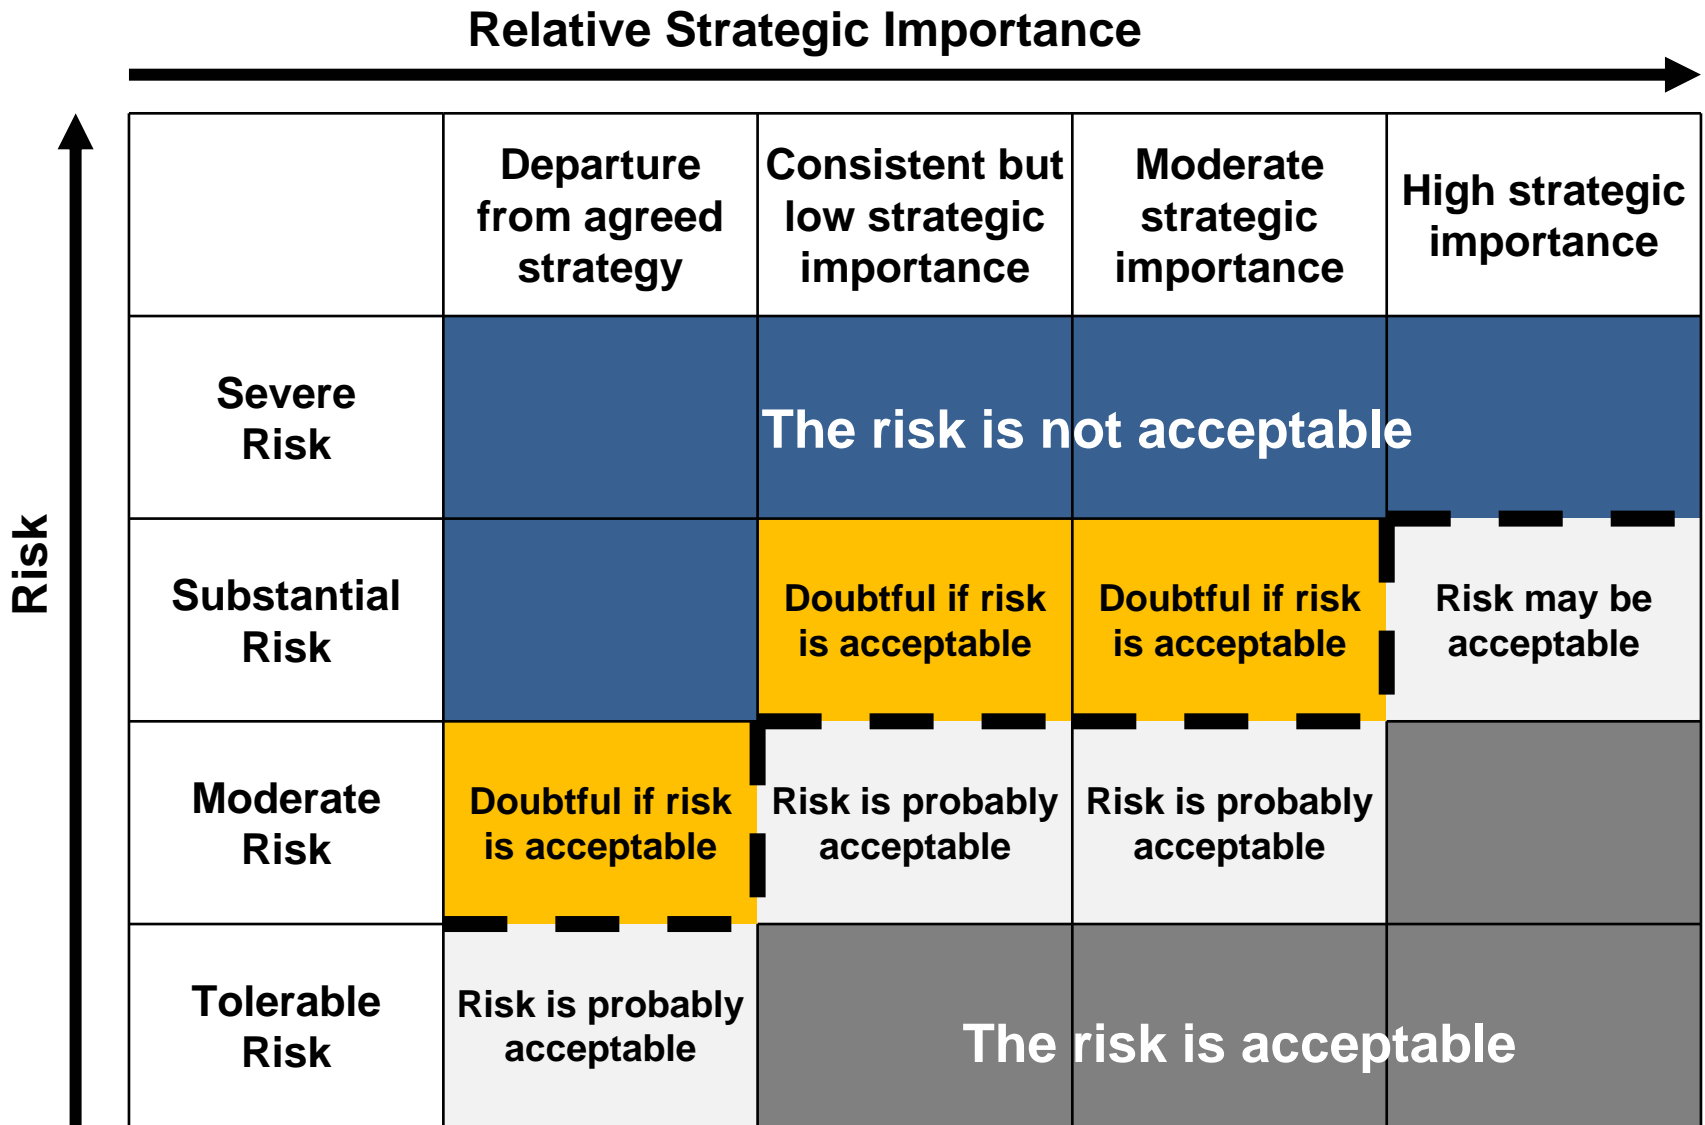 Relative Strategic Importance
Departure
from agreed
strategy
Consistent but
low strategic
importance
Moderate
strategic
importance
High strategic
importance
Risk
Severe
Risk
The risk is not acceptable
Substantial
Risk
Doubtful if risk
is acceptable
Doubtful if risk
is acceptable
Risk may be
acceptable
Moderate
Risk
Doubtful if risk
is acceptable
Risk is probably
acceptable
Risk is probably
acceptable
Tolerable
Risk
Risk is probably
acceptable
The risk is acceptable